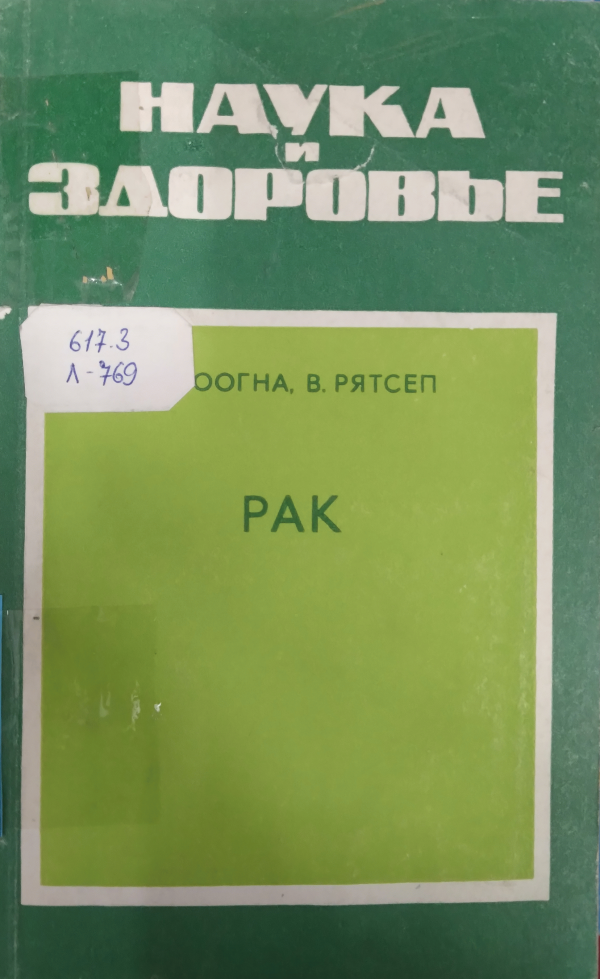 НАУКА
и
ЗДОРОВЬЕ
617.3
Л-769
ООГНА, В. РЯТСЕП
РАК